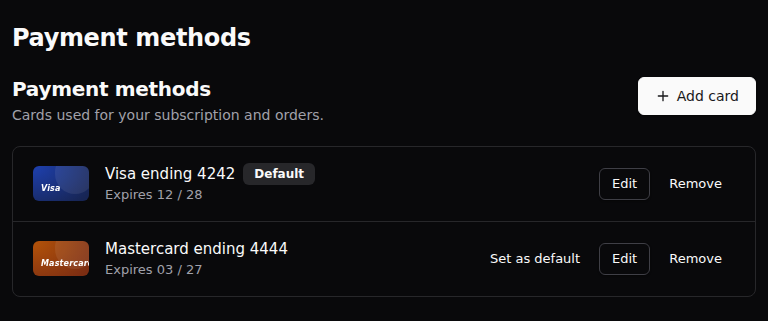 Payment methods
Payment methods
Cards used for your subscription and orders.
+ Add card
Visa
Visa ending 4242 Default
Expires 12 / 28
Edit
Remove
Mastercard
Mastercard ending 4444
Expires 03 / 27
Set as default
Edit
Remove